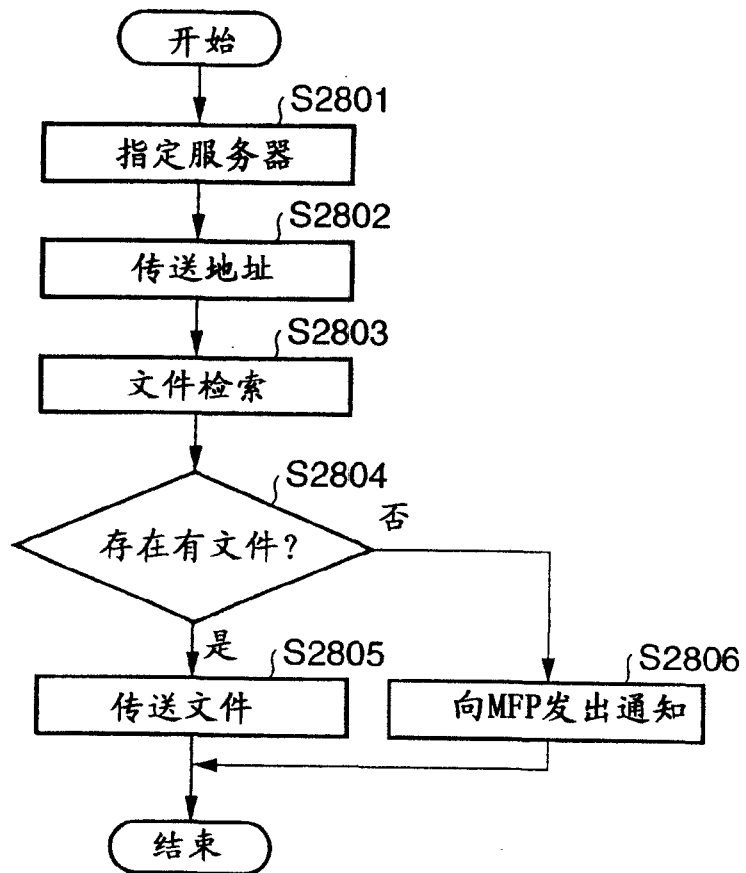 开始
S2801
指定服务器
S2802
传送地址
S2803
文件检索
S2804
存在有文件?
否
是
S2805
传送文件
S2806
向MFP发出通知
结束